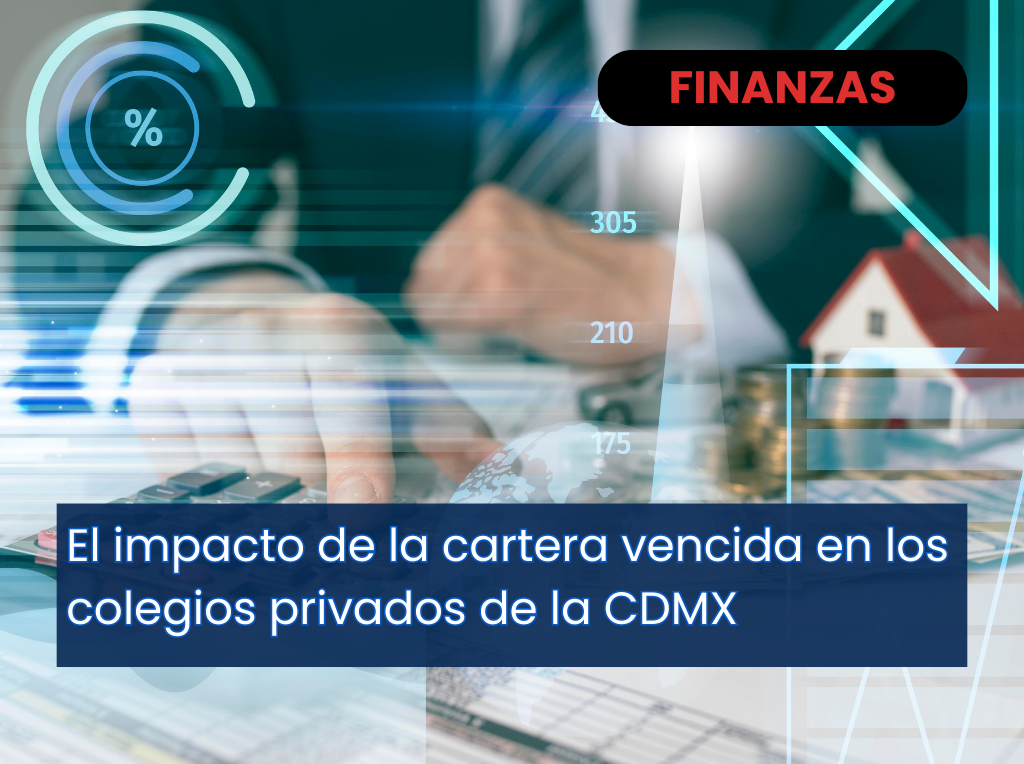 %
FINANZAS
305
210
175
El impacto de la cartera vencida en los
colegios privados de la CDMX